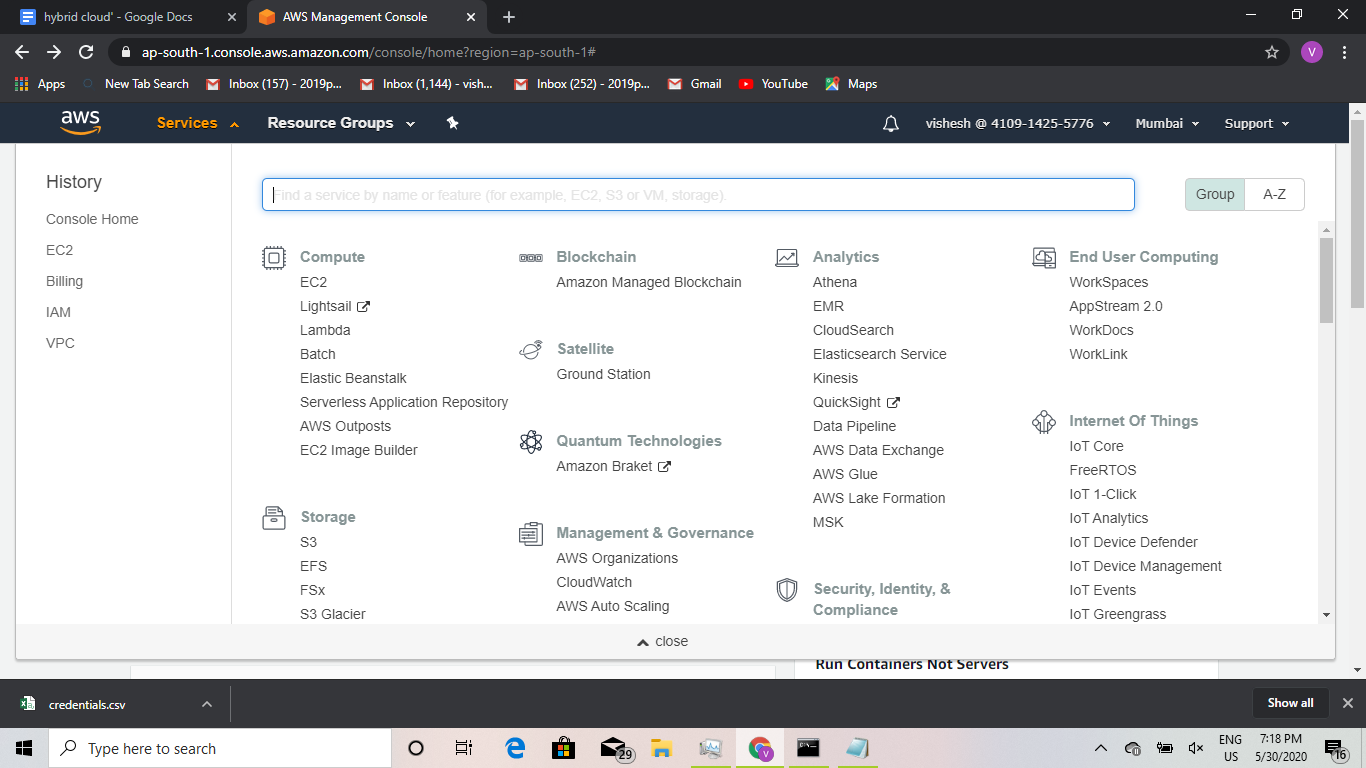 hybrid cloud' - Google Docs
AWS Management Console
ap-south-1.console.aws.amazon.com/console/home?region=ap-south-1#
V
Apps
New Tab Search
Inbox (157) - 2019p...
Inbox (1,144) - vish...
Inbox (252) - 2019p...
Gmail
YouTube
Maps
aws
Services
Resource Groups
vishesh @ 4109-1425-5776
Mumbai
Support
History
Console Home
EC2
Billing
IAM
VPC
Find a service by name or feature (for example, EC2, S3 or VM, storage).
Group
A-Z
Compute
EC2
Lightsail
Lambda
Batch
Elastic Beanstalk
Serverless Application Repository
AWS Outposts
EC2 Image Builder
Storage
S3
EFS
FSx
S3 Glacier
Blockchain
Amazon Managed Blockchain
Satellite
Ground Station
Quantum Technologies
Amazon Braket
Management & Governance
AWS Organizations
CloudWatch
AWS Auto Scaling
Analytics
Athena
EMR
CloudSearch
Elasticsearch Service
Kinesis
QuickSight
Data Pipeline
AWS Data Exchange
AWS Glue
AWS Lake Formation
MSK
Security, Identity, &
Compliance
End User Computing
WorkSpaces
AppStream 2.0
WorkDocs
WorkLink
Internet Of Things
IoT Core
FreeRTOS
IoT 1-Click
IoT Analytics
IoT Device Defender
IoT Device Management
IoT Events
IoT Greengrass
close
Run Containers Not Servers
credentials.csv
Show all
Type here to search
29
V
ENG
US
7:18 PM
5/30/2020
16